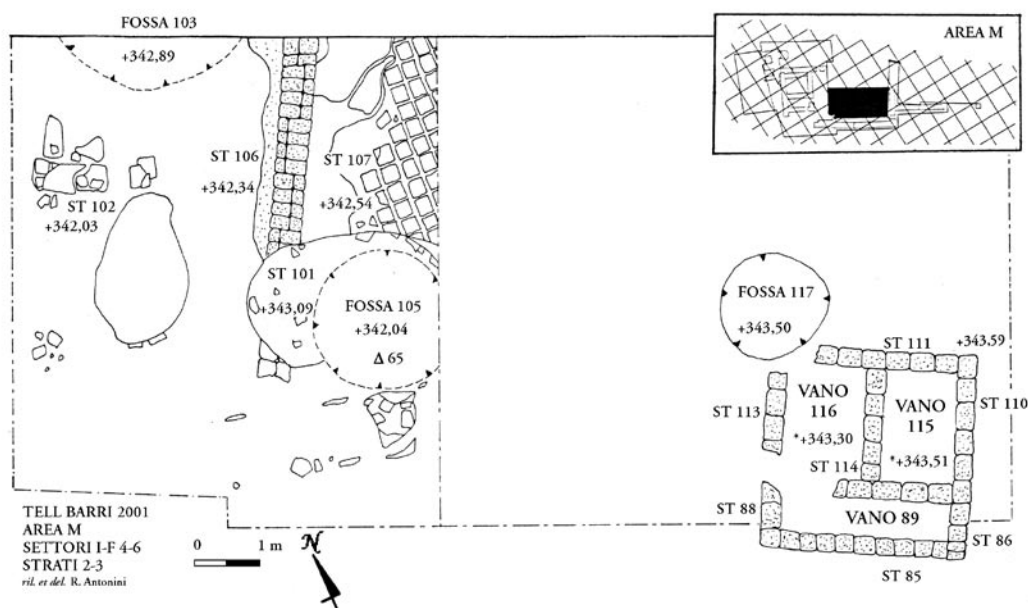 FOSSA 103
+342,89
AREA M
ST 106
+342,34
ST 107
+342,54
ST 102
+342,03
ST 101
+343,09
FOSSA 105
+342,04
Δ 65
FOSSA 117
+343,50
ST 111
+343,59
ST 113
VANO
116
*+343,30
VANO
115
*+343,51
ST 110
ST 114
ST 88
VANO 89
ST 86
ST 85
TELL BARRI 2001
AREA M
SETTORI I-F 4-6
STRATI 2-3
ril. et del. R. Antonini
0 1 m
N